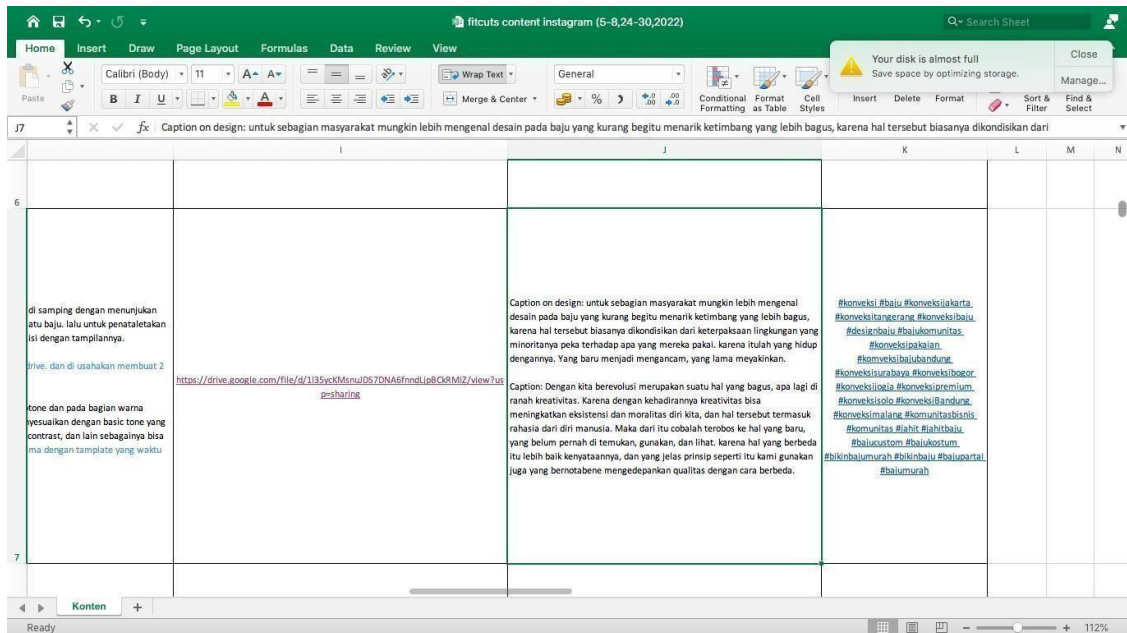 fitcuts content instagram (5-8,24-30,2022)
Search Sheet
Home Insert Draw Page Layout Formulas Data Review View
Your disk is almost full
Save space by optimizing storage.
Close
Manage...
Paste
Calibri (Body) 11 A A
B I U A
Wrap Text
Merge & Center
General
% .0 .00 .00 .0
Conditional Formatting
Format as Table
Cell Styles
Insert Delete Format
Sort & Filter
Find & Select
J7 fx Caption on design: untuk sebagian masyarakat mungkin lebih mengenal desain pada baju yang kurang begitu menarik ketimbang yang lebih bagus, karena hal tersebut biasanya dikondisikan dari
I J K L M N
6
di samping dengan menunjukan
atu baju. lalu untuk penataletakan
isi dengan tampilannya.
drive. dan di usahakan membuat 2
tone dan pada bagian warna
yesuaikan dengan basic tone yang
contrast, dan lain sebagainya bisa
ma dengan tamplate yang waktu
https://drive.google.com/file/d/1l35ycKMsnuJDS7DNA6fnndLjpBCkRMlZ/view?us
p=sharing
Caption on design: untuk sebagian masyarakat mungkin lebih mengenal
desain pada baju yang kurang begitu menarik ketimbang yang lebih bagus,
karena hal tersebut biasanya dikondisikan dari keterpaksaan lingkungan yang
minoritanya peka terhadap apa yang mereka pakai. karena itulah yang hidup
dengannya. Yang baru menjadi mengancam, yang lama meyakinkan.
Caption: Dengan kita berevolusi merupakan suatu hal yang bagus, apa lagi di
ranah kreativitas. Karena dengan kehadirannya kreativitas bisa
meningkatkan eksistensi dan moralitas diri kita, dan hal tersebut termasuk
rahasia dari diri manusia. Maka dari itu cobalah terobos ke hal yang baru,
yang belum pernah di temukan, gunakan, dan lihat. karena hal yang berbeda
itu lebih baik kenyataannya, dan yang jelas prinsip seperti itu kami gunakan
juga yang bernotabene mengedepankan qualitas dengan cara berbeda.
#konveksi #baju #konveksijakarta
#konveksitangerang #konveksibaju
#designbaju #bajukomunitas
#konveksipakaian
#komveksibajubandung
#konveksisurabaya #konveksibogor
#konveksijogja #konveksipremium
#konveksisolo #konveksiBandung
#konveksimalang #komunitasbisnis
#komunitas #jahit #jahitbaju
#bajucustom #bajukostum
#bikinbajumurah #bikinbaju #bajupartai
#bajumurah
7
Konten +
Ready
112%